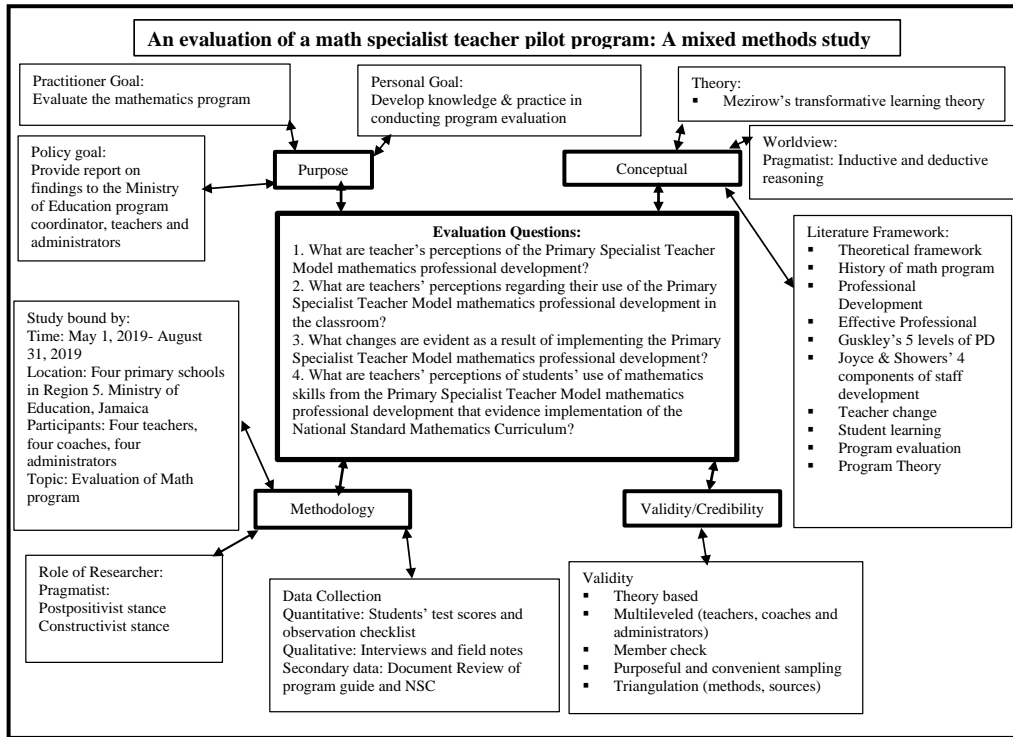 An evaluation of a math specialist teacher pilot program: A mixed methods study
Practitioner Goal:
Evaluate the mathematics program
Personal Goal:
Develop knowledge & practice in
conducting program evaluation
Theory:
▪ Mezirow's transformative learning theory
Worldview:
Pragmatist: Inductive and deductive
reasoning
Policy goal:
Provide report on
findings to the Ministry
of Education program
coordinator, teachers and
administrators
Purpose
Conceptual
Evaluation Questions:
1. What are teacher's perceptions of the Primary Specialist Teacher
Model mathematics professional development?
2. What are teachers' perceptions regarding their use of the Primary
Specialist Teacher Model mathematics professional development in
the classroom?
3. What changes are evident as a result of implementing the Primary
Specialist Teacher Model mathematics professional development?
4. What are teachers' perceptions of students' use of mathematics
skills from the Primary Specialist Teacher Model mathematics
professional development that evidence implementation of the
National Standard Mathematics Curriculum?
Literature Framework:
▪ Theoretical framework
▪ History of math program
▪ Professional
Development
▪ Effective Professional
▪ Guskley's 5 levels of PD
▪ Joyce & Showers' 4
components of staff
development
▪ Teacher change
▪ Student learning
▪ Program evaluation
▪ Program Theory
Study bound by:
Time: May 1, 2019- August
31, 2019
Location: Four primary schools
in Region 5. Ministry of
Education, Jamaica
Participants: Four teachers,
four coaches, four
administrators
Topic: Evaluation of Math
program
Methodology
Validity/Credibility
Role of Researcher:
Pragmatist:
Postpositivist stance
Constructivist stance
Data Collection
Quantitative: Students' test scores and
observation checklist
Qualitative: Interviews and field notes
Secondary data: Document Review of
program guide and NSC
Validity
▪ Theory based
▪ Multileveled (teachers, coaches and
administrators)
▪ Member check
▪ Purposeful and convenient sampling
▪ Triangulation (methods, sources)